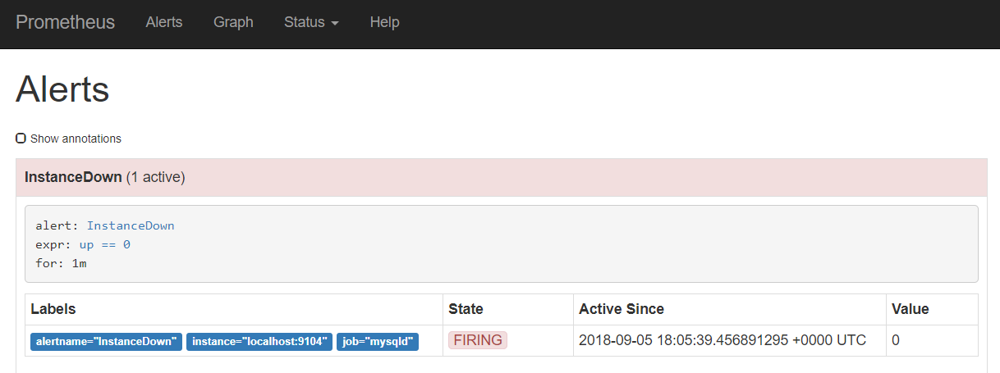 Prometheus Alerts Graph Status Help
Alerts
Show annotations
InstanceDown (1 active)
alert: InstanceDown
expr: up == 0
for: 1m
Labels State Active Since Value
alertname="InstanceDown" instance="localhost:9104" job="mysqld" FIRING 2018-09-05 18:05:39.456891295 +0000 UTC 0